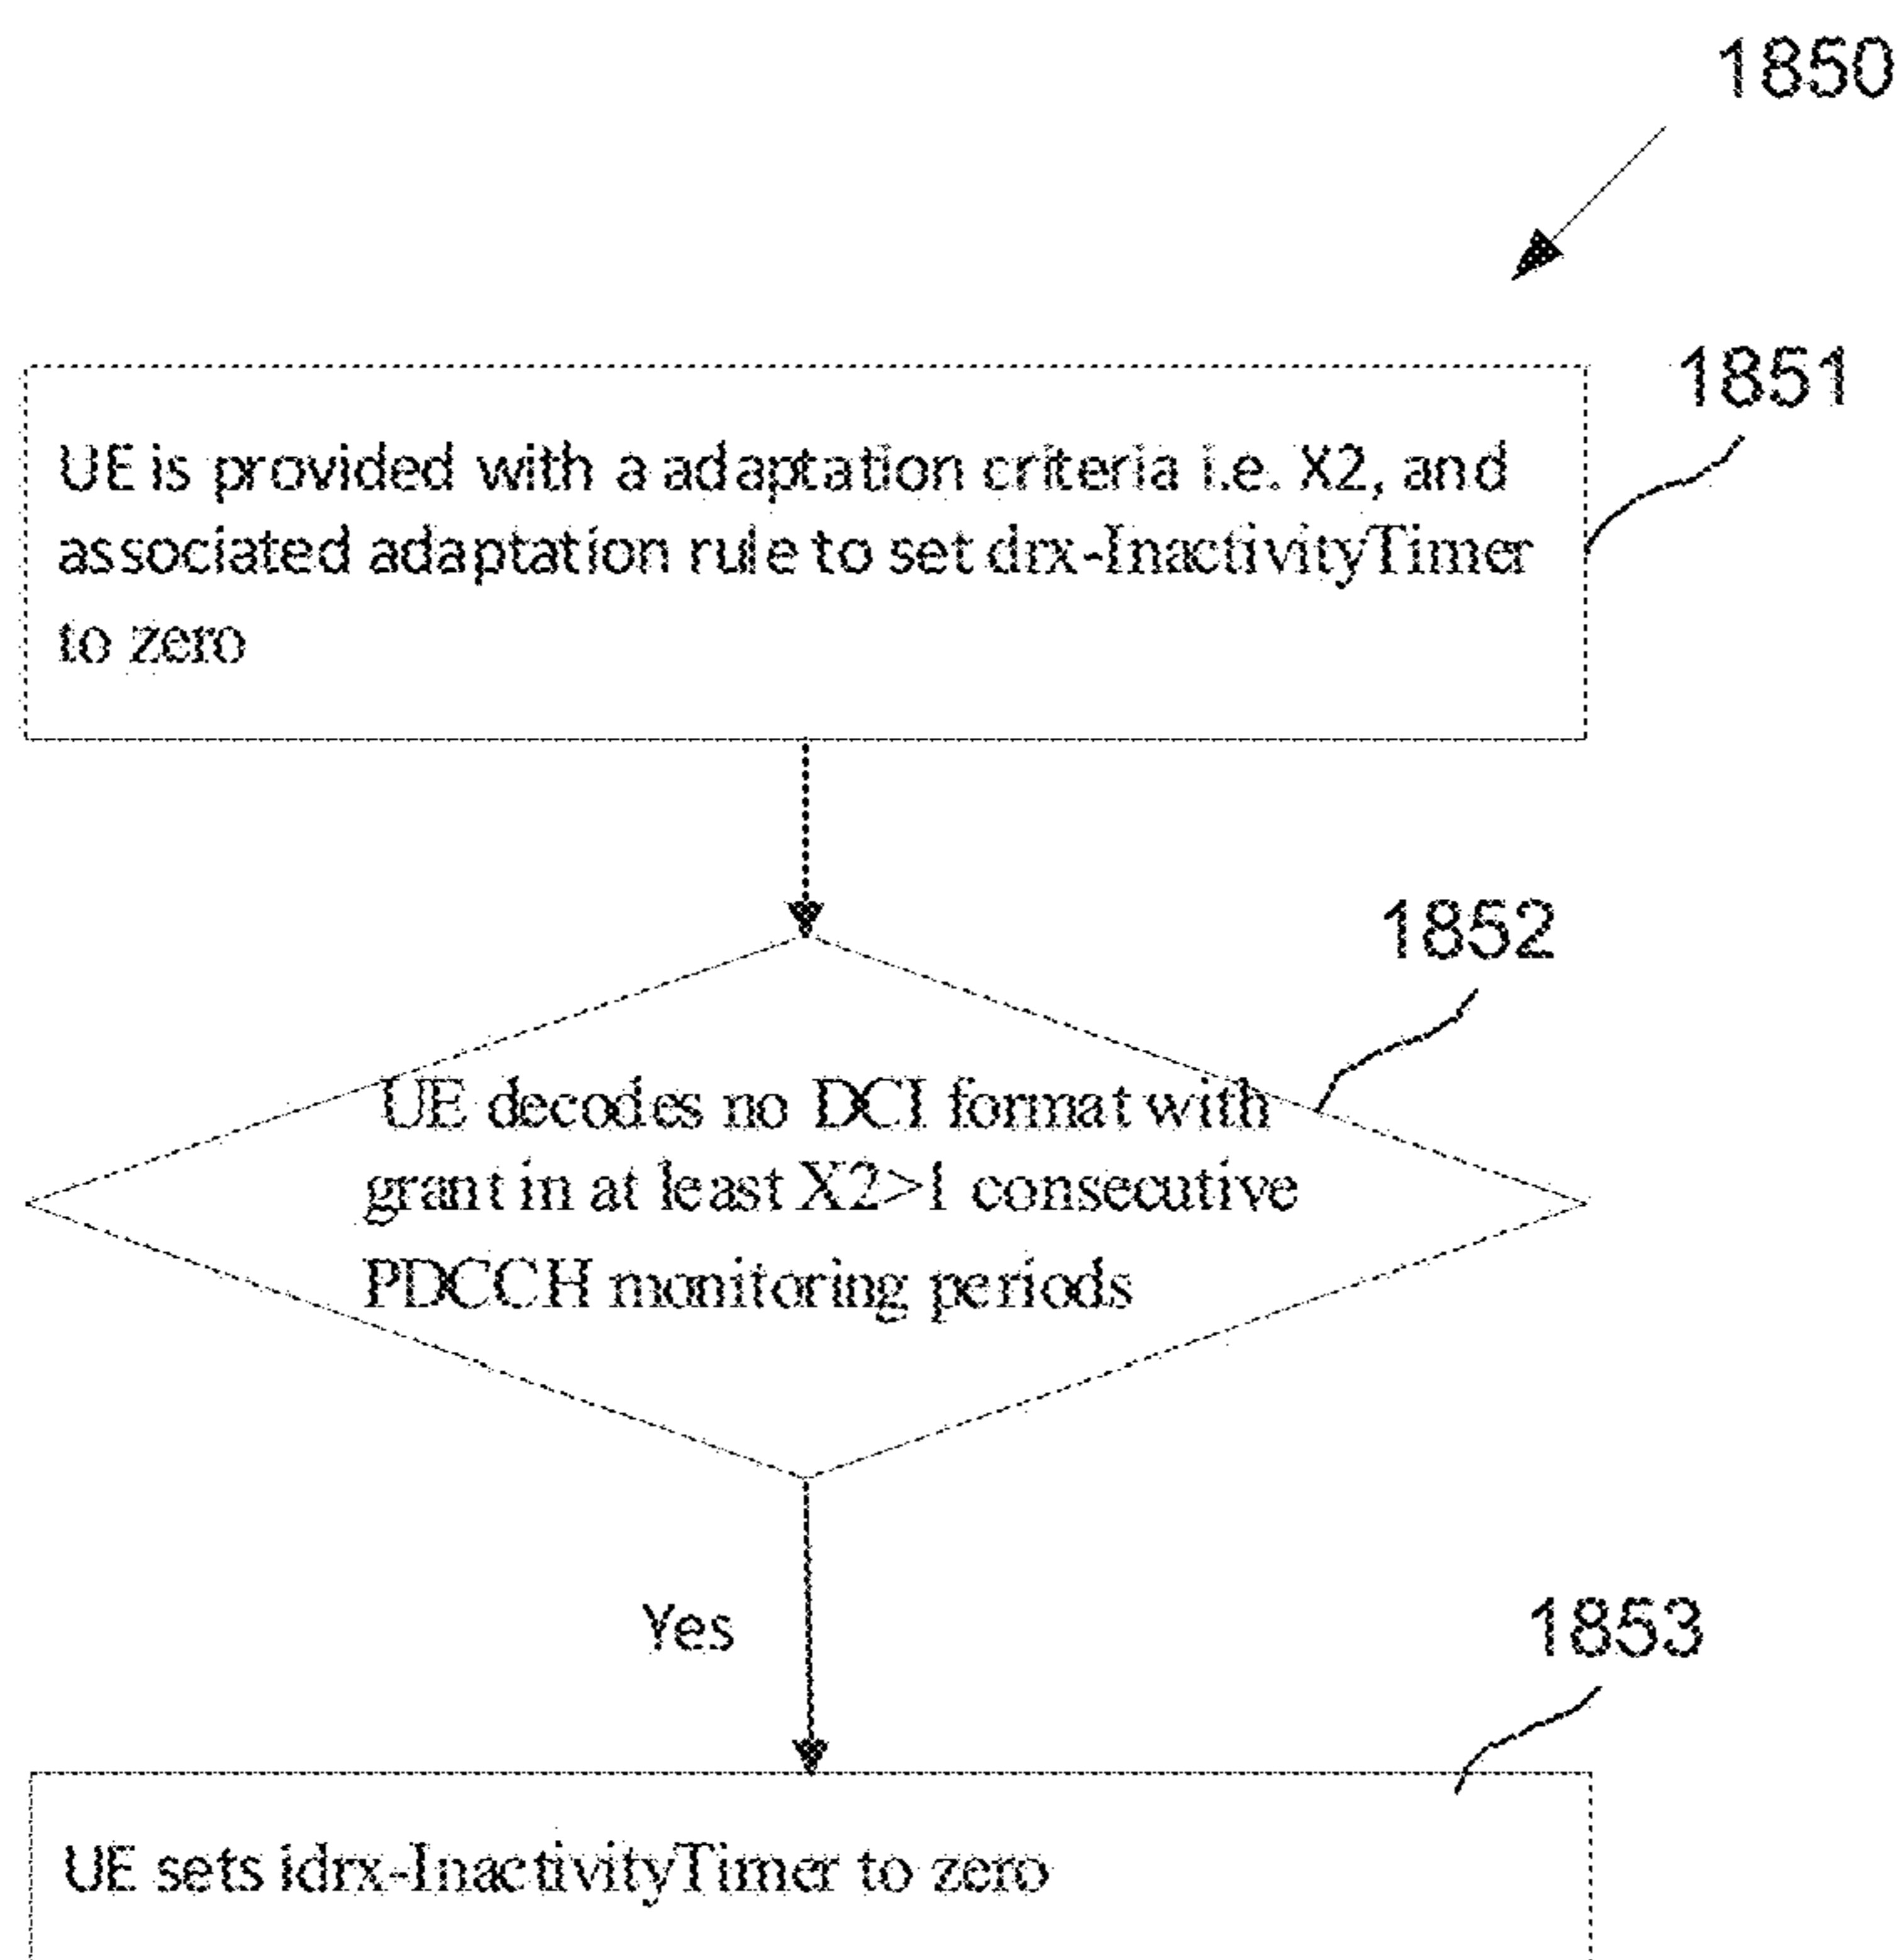 1850
1851
UE is provided with a adaptation criteria i.e. X2, and
associated adaptation rule to set drx-InactivityTimer
to zero
1852
UE decodes no DCI format with
grant in at least X2>1 consecutive
PDCCH monitoring periods
Yes
1853
UE sets idrx-InactivityTimer to zero